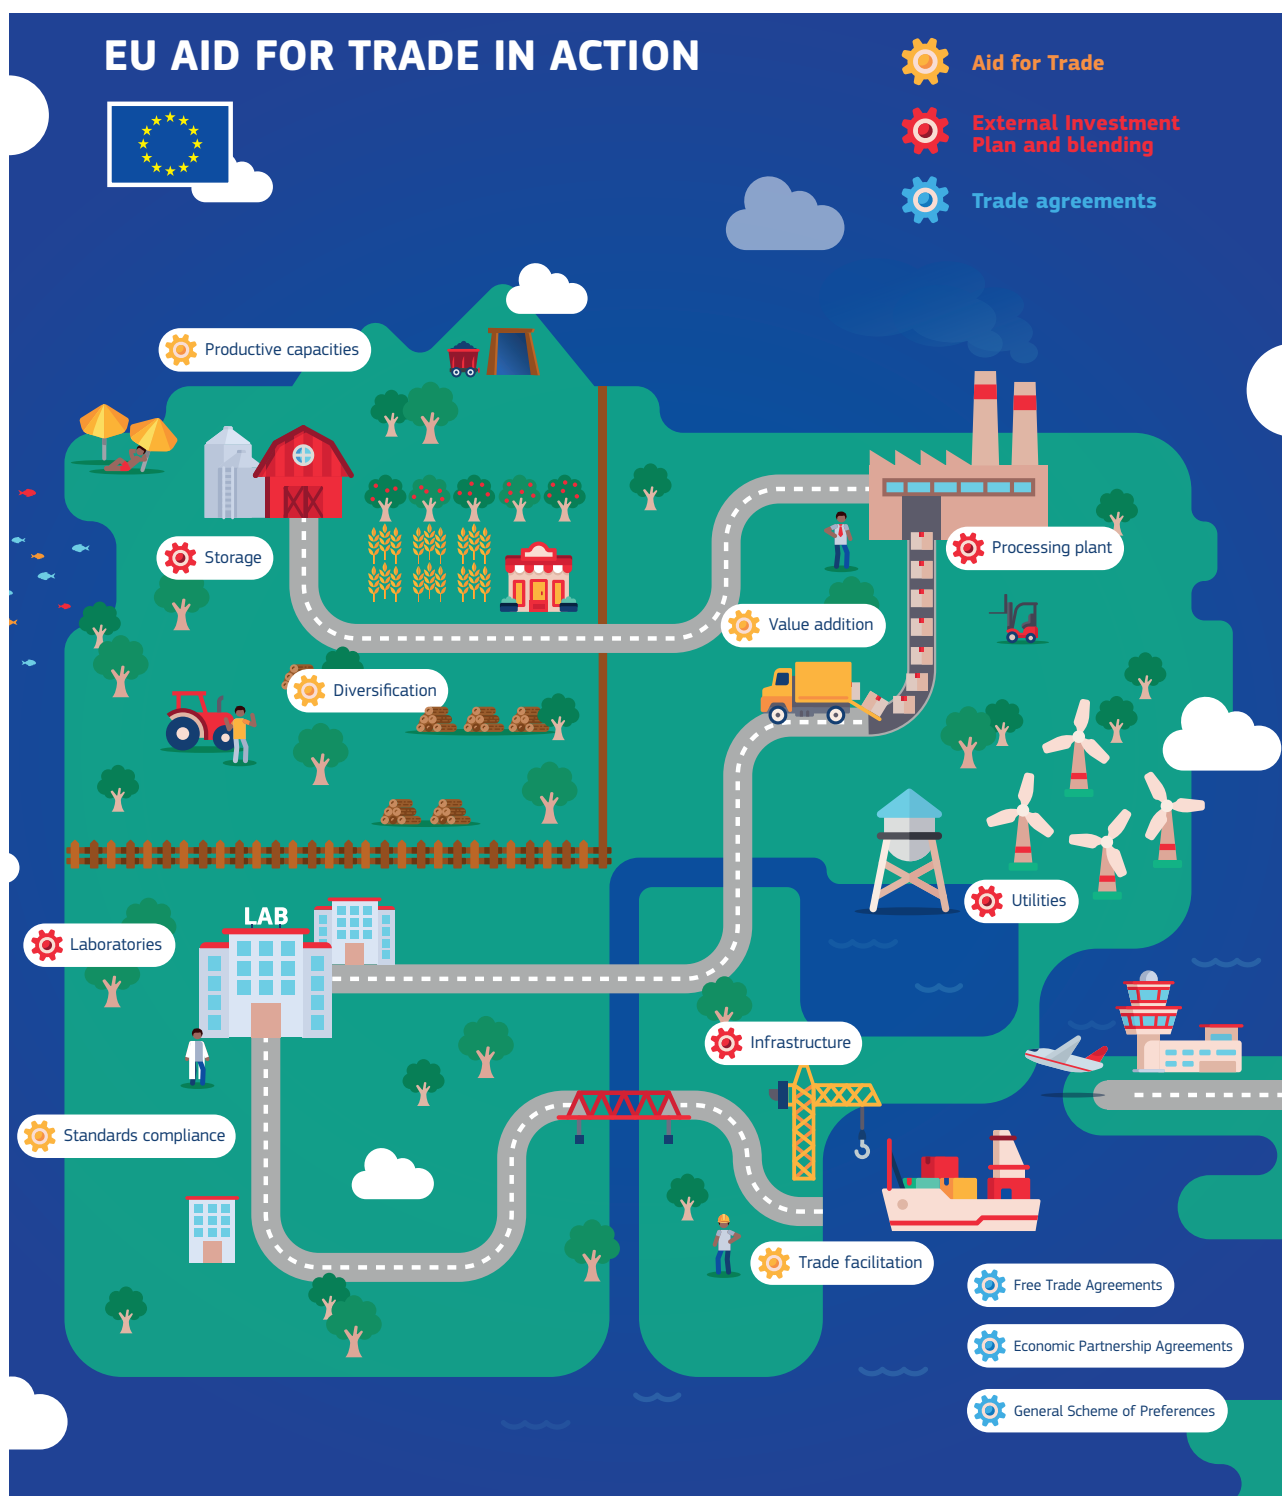 EU AID FOR TRADE IN ACTION
Aid for Trade
External Investment
Plan and blending
Trade agreements
Productive capacities
Storage
Processing plant
Value addition
Diversification
Utilities
LAB
Laboratories
Infrastructure
Standards compliance
Trade facilitation
Free Trade Agreements
Economic Partnership Agreements
General Scheme of Preferences